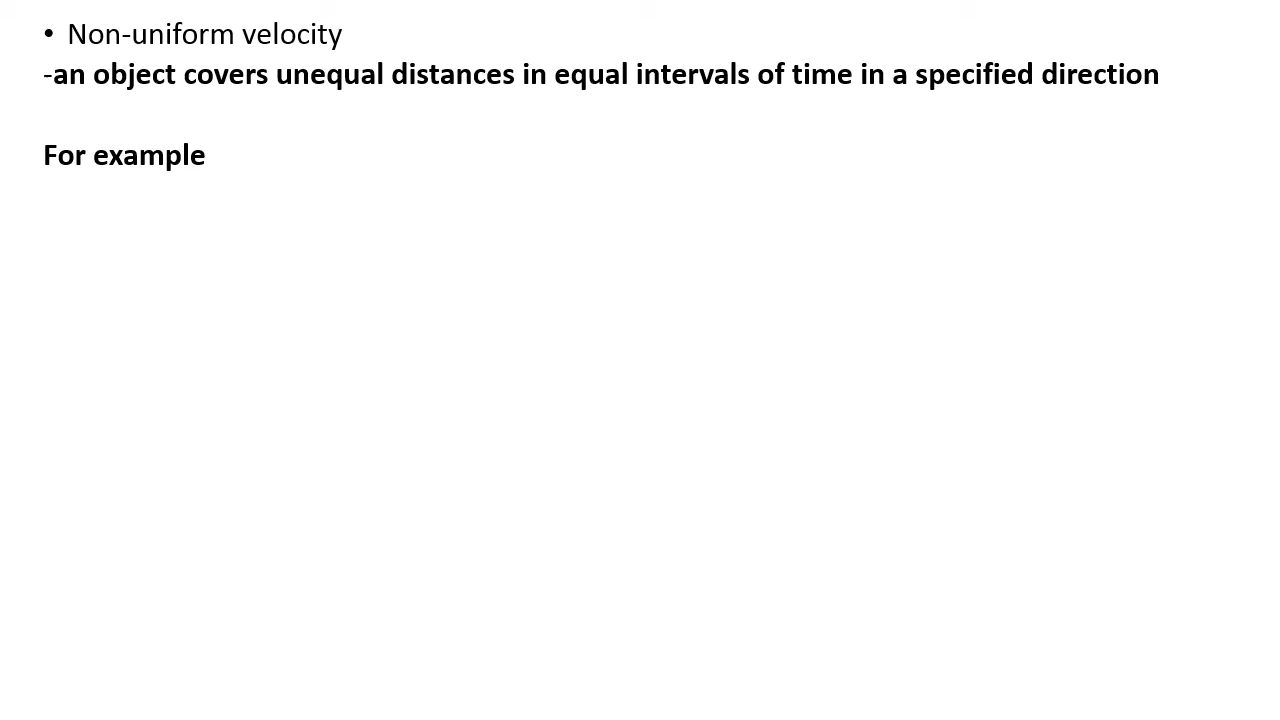 • Non-uniform velocity
-an object covers unequal distances in equal intervals of time in a specified direction
For example